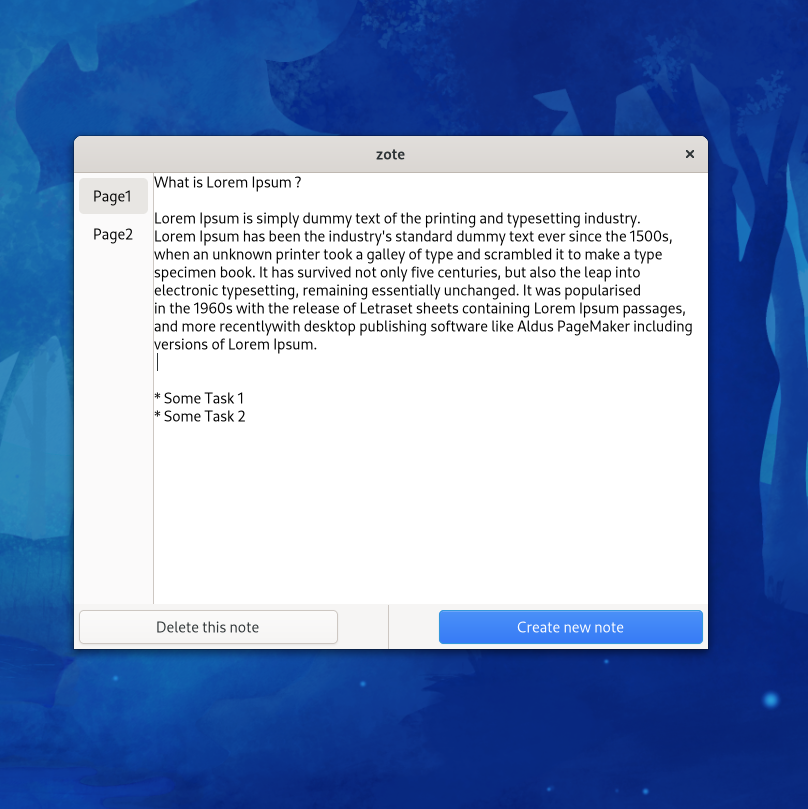 zote
Page1
Page2
What is Lorem Ipsum ?
Lorem Ipsum is simply dummy text of the printing and typesetting industry.
Lorem Ipsum has been the industry's standard dummy text ever since the 1500s,
when an unknown printer took a galley of type and scrambled it to make a type
specimen book. It has survived not only five centuries, but also the leap into
electronic typesetting, remaining essentially unchanged. It was popularised
in the 1960s with the release of Letraset sheets containing Lorem Ipsum passages,
and more recentlywith desktop publishing software like Aldus PageMaker including
versions of Lorem Ipsum.
* Some Task 1
* Some Task 2
Delete this note
Create new note